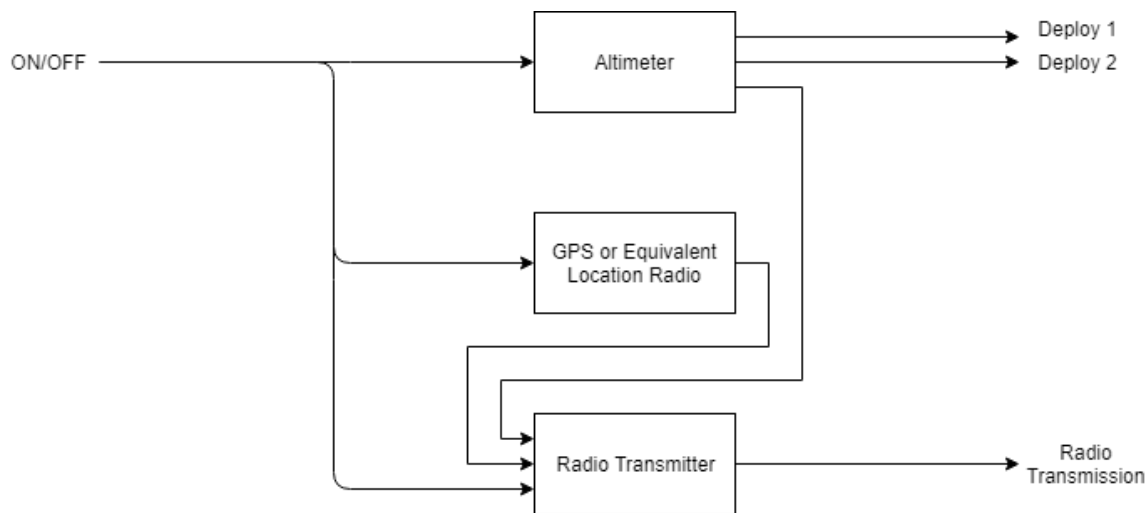 Deploy 1
ON/OFF
Altimeter
Deploy 2
GPS or Equivalent
Location Radio
Radio Transmitter
Radio
Transmission